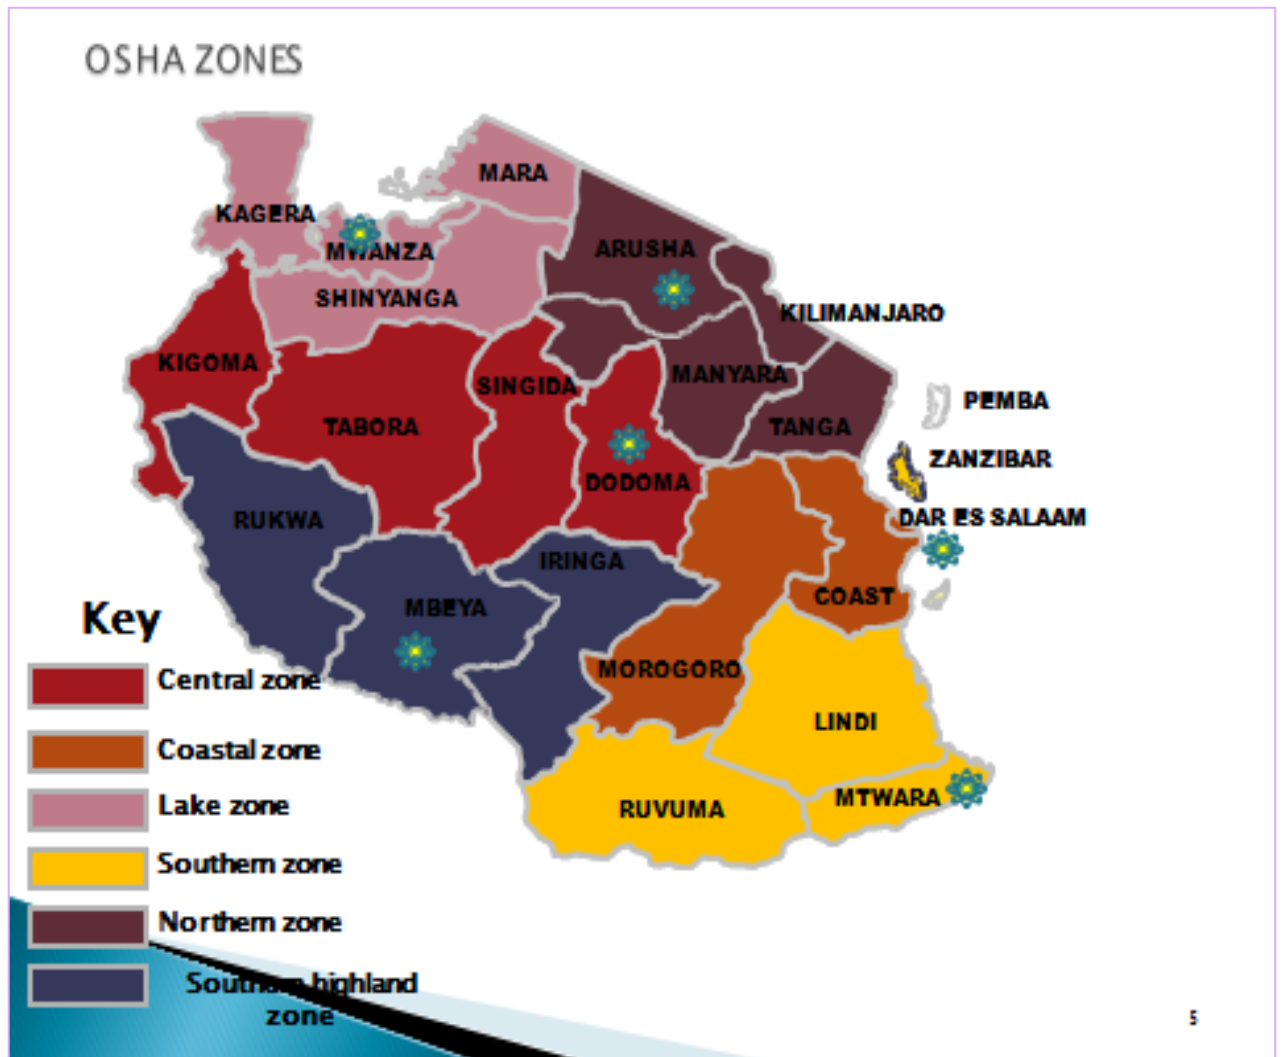 OSHA ZONES
MARA
KAGERA
MWANZA
ARUSHA
SHINYANGA
KILIMANJARO
KIGOMA
SINGIDA
MANYARA
PEMBA
TABORA
TANGA
ZANZIBAR
DODOMA
RUKWA
DAR ES SALAAM
IRINGA
MBEYA
COAST
MOROGORO
LINDI
RUVUMA
MTWARA
Key
Central zone
Coastal zone
Lake zone
Southern zone
Northern zone
Southern highland
zone
5